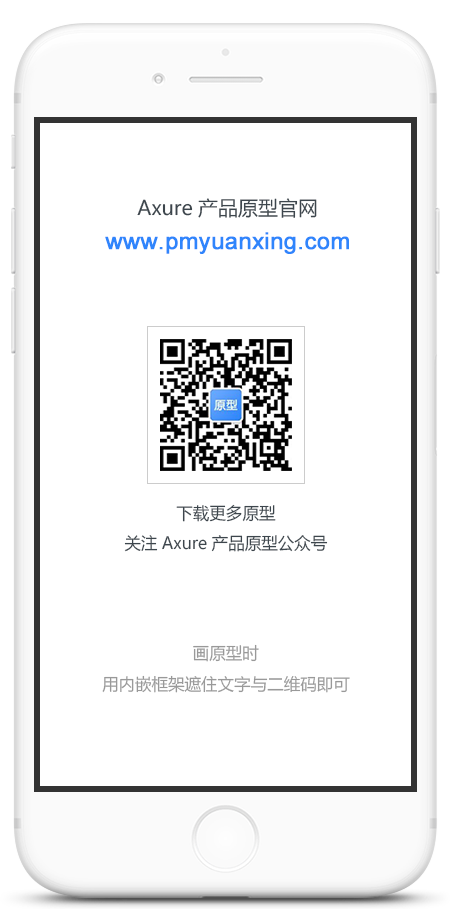 Axure 产品原型官网
www.pmyuanxing.com
原型
下载更多原型
关注 Axure 产品原型公众号
画原型时
用内嵌框架遮住文字与二维码即可